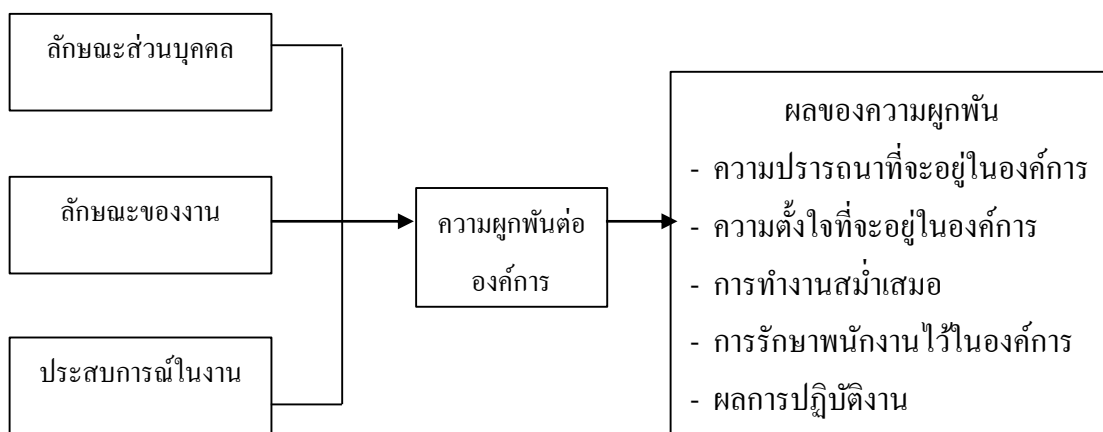 ลักษณะส่วนบุคคล
ลักษณะของงาน
ประสบการณ์ในงาน
ความผูกพันต่อ
องค์การ
ผลของความผูกพัน
- ความปรารถนาที่จะอยู่ในองค์การ
- ความตั้งใจที่จะอยู่ในองค์การ
- การทำงานสม่ำเสมอ
- การรักษาพนักงานไว้ในองค์การ
- ผลการปฏิบัติงาน